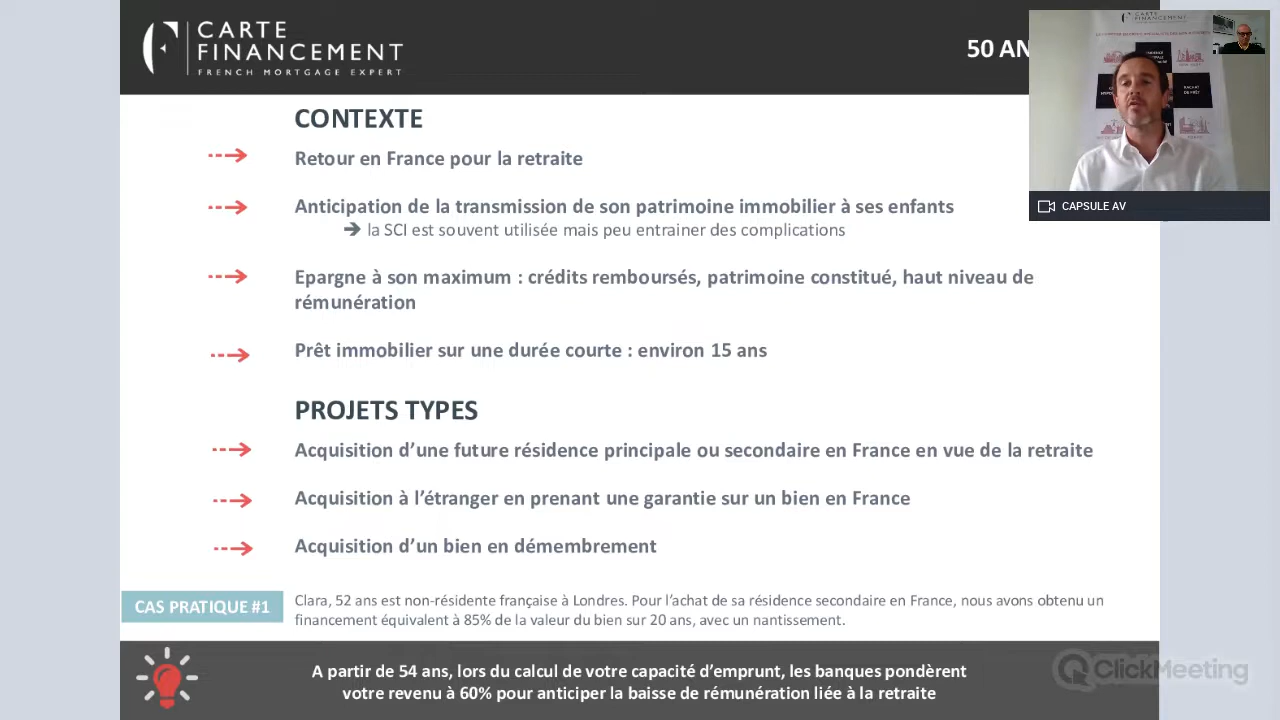 CARTE
FINANCEMENT
FRENCH MORTGAGE EXPERT
50 AN
CAPSULE AV
CONTEXTE
Retour en France pour la retraite
Anticipation de la transmission de son patrimoine immobilier à ses enfants
➔ la SCI est souvent utilisée mais peu entrainer des complications
Epargne à son maximum : crédits remboursés, patrimoine constitué, haut niveau de
rémunération
Prêt immobilier sur une durée courte : environ 15 ans
PROJETS TYPES
Acquisition d’une future résidence principale ou secondaire en France en vue de la retraite
Acquisition à l’étranger en prenant une garantie sur un bien en France
Acquisition d’un bien en démembrement
CAS PRATIQUE #1
Clara, 52 ans est non-résidente française à Londres. Pour l’achat de sa résidence secondaire en France, nous avons obtenu un
financement équivalent à 85% de la valeur du bien sur 20 ans, avec un nantissement.
A partir de 54 ans, lors du calcul de votre capacité d’emprunt, les banques pondèrent
votre revenu à 60% pour anticiper la baisse de rémunération liée à la retraite
ClickMeeting